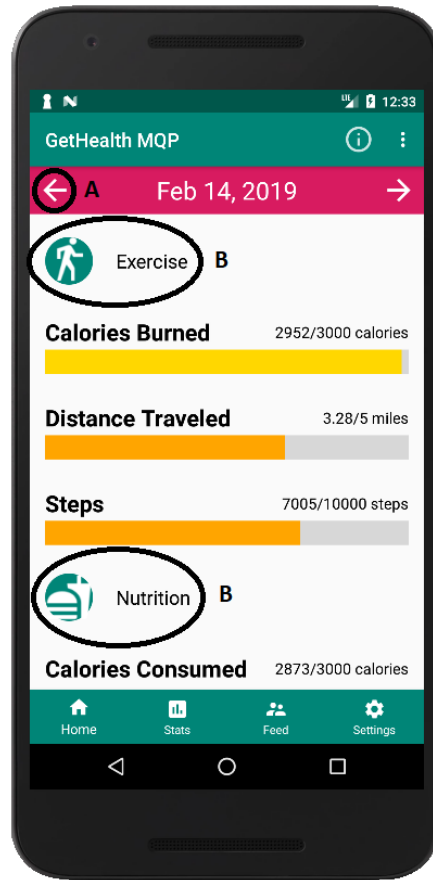 LTE 12:33
GetHealth MQP
A Feb 14, 2019
Exercise B
Calories Burned 2952/3000 calories
Distance Traveled 3.28/5 miles
Steps 7005/10000 steps
Nutrition B
Calories Consumed 2873/3000 calories
Home Stats Feed Settings